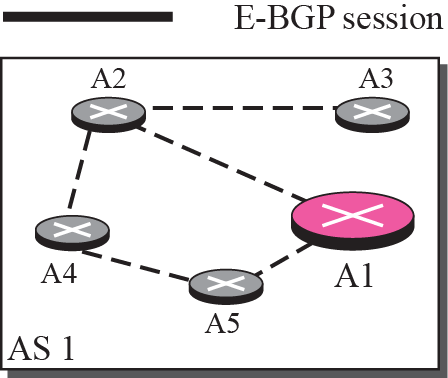 E-BGP session
A2
A3
A4
A1
A5
AS 1